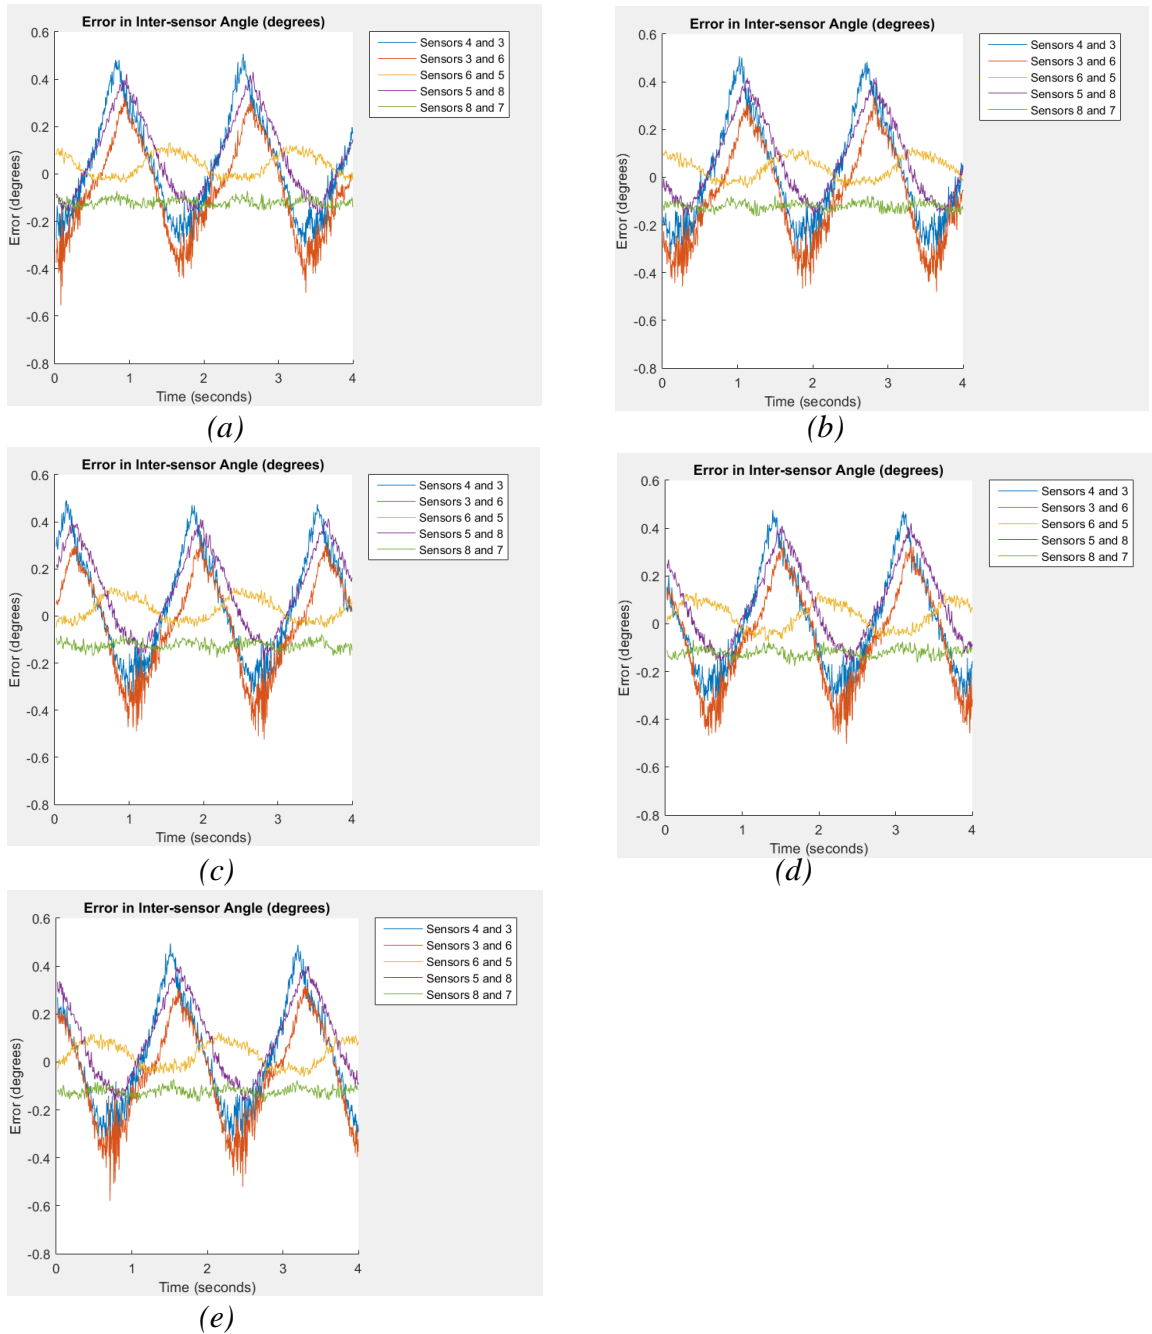 Error in Inter-sensor Angle (degrees)
Sensors 4 and 3
Sensors 3 and 6
Sensors 6 and 5
Sensors 5 and 8
Sensors 8 and 7
0.6
0.4
0.2
0
-0.2
-0.4
-0.6
-0.8
Error (degrees)
0 1 2 3 4
Time (seconds)
(a)
Error in Inter-sensor Angle (degrees)
Sensors 4 and 3
Sensors 3 and 6
Sensors 6 and 5
Sensors 5 and 8
Sensors 8 and 7
0.6
0.4
0.2
0
-0.2
-0.4
-0.6
-0.8
Error (degrees)
0 1 2 3 4
Time (seconds)
(b)
Error in Inter-sensor Angle (degrees)
Sensors 4 and 3
Sensors 3 and 6
Sensors 6 and 5
Sensors 5 and 8
Sensors 8 and 7
0.6
0.4
0.2
0
-0.2
-0.4
-0.6
-0.8
Error (degrees)
0 1 2 3 4
Time (seconds)
(c)
Error in Inter-sensor Angle (degrees)
Sensors 4 and 3
Sensors 3 and 6
Sensors 6 and 5
Sensors 5 and 8
Sensors 8 and 7
0.6
0.4
0.2
0
-0.2
-0.4
-0.6
-0.8
Error (degrees)
0 1 2 3 4
Time (seconds)
(d)
Error in Inter-sensor Angle (degrees)
Sensors 4 and 3
Sensors 3 and 6
Sensors 6 and 5
Sensors 5 and 8
Sensors 8 and 7
0.6
0.4
0.2
0
-0.2
-0.4
-0.6
-0.8
Error (degrees)
0 1 2 3 4
Time (seconds)
(e)